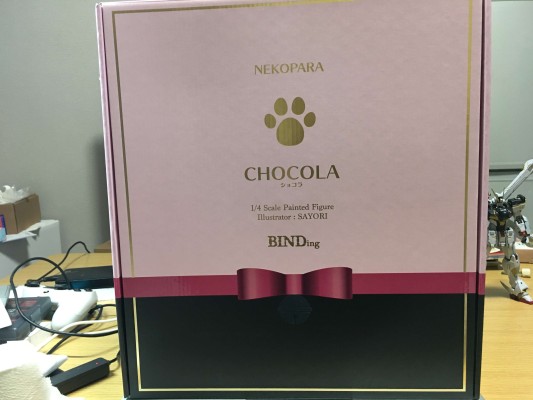 NEKOPARA
CHOCOLA
ショコラ
1/4 Scale Painted Figure
Illustrator : SAYORI
BINDing